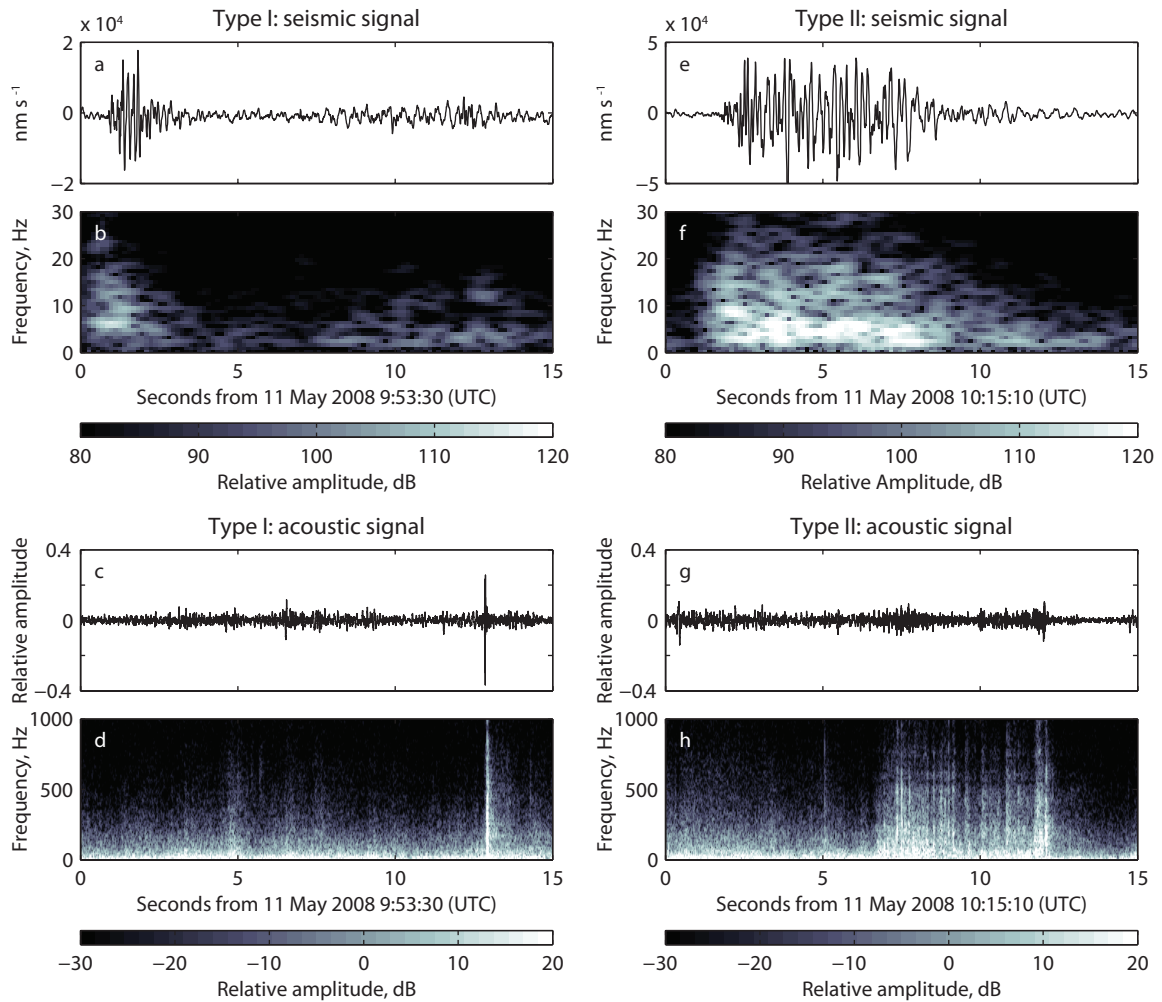 Type I: seismic signal
x 10⁴
2
a
0
−2
nm s⁻¹
30
b
20
10
0
Frequency, Hz
0 5 10 15
Seconds from 11 May 2008 9:53:30 (UTC)
80 90 100 110 120
Relative amplitude, dB
Type II: seismic signal
x 10⁴
5
e
0
−5
nm s⁻¹
30
f
20
10
0
Frequency, Hz
0 5 10 15
Seconds from 11 May 2008 10:15:10 (UTC)
80 90 100 110 120
Relative Amplitude, dB
Type I: acoustic signal
0.4
c
0
−0.4
Relative amplitude
1000
d
500
0
Frequency, Hz
0 5 10 15
Seconds from 11 May 2008 9:53:30 (UTC)
−30 −20 −10 0 10 20
Relative amplitude, dB
Type II: acoustic signal
0.4
g
0
−0.4
Relative amplitude
1000
h
500
0
Frequency, Hz
0 5 10 15
Seconds from 11 May 2008 10:15:10 (UTC)
−30 −20 −10 0 10 20
Relative amplitude, dB